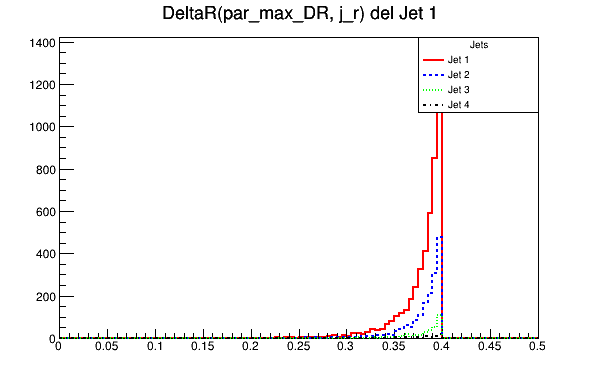 DeltaR(par_max_DR, j_r) del Jet 1
Jets
Jet 1
Jet 2
Jet 3
Jet 4
1400
1200
1000
800
600
400
200
0
0 0.05 0.1 0.15 0.2 0.25 0.3 0.35 0.4 0.45 0.5